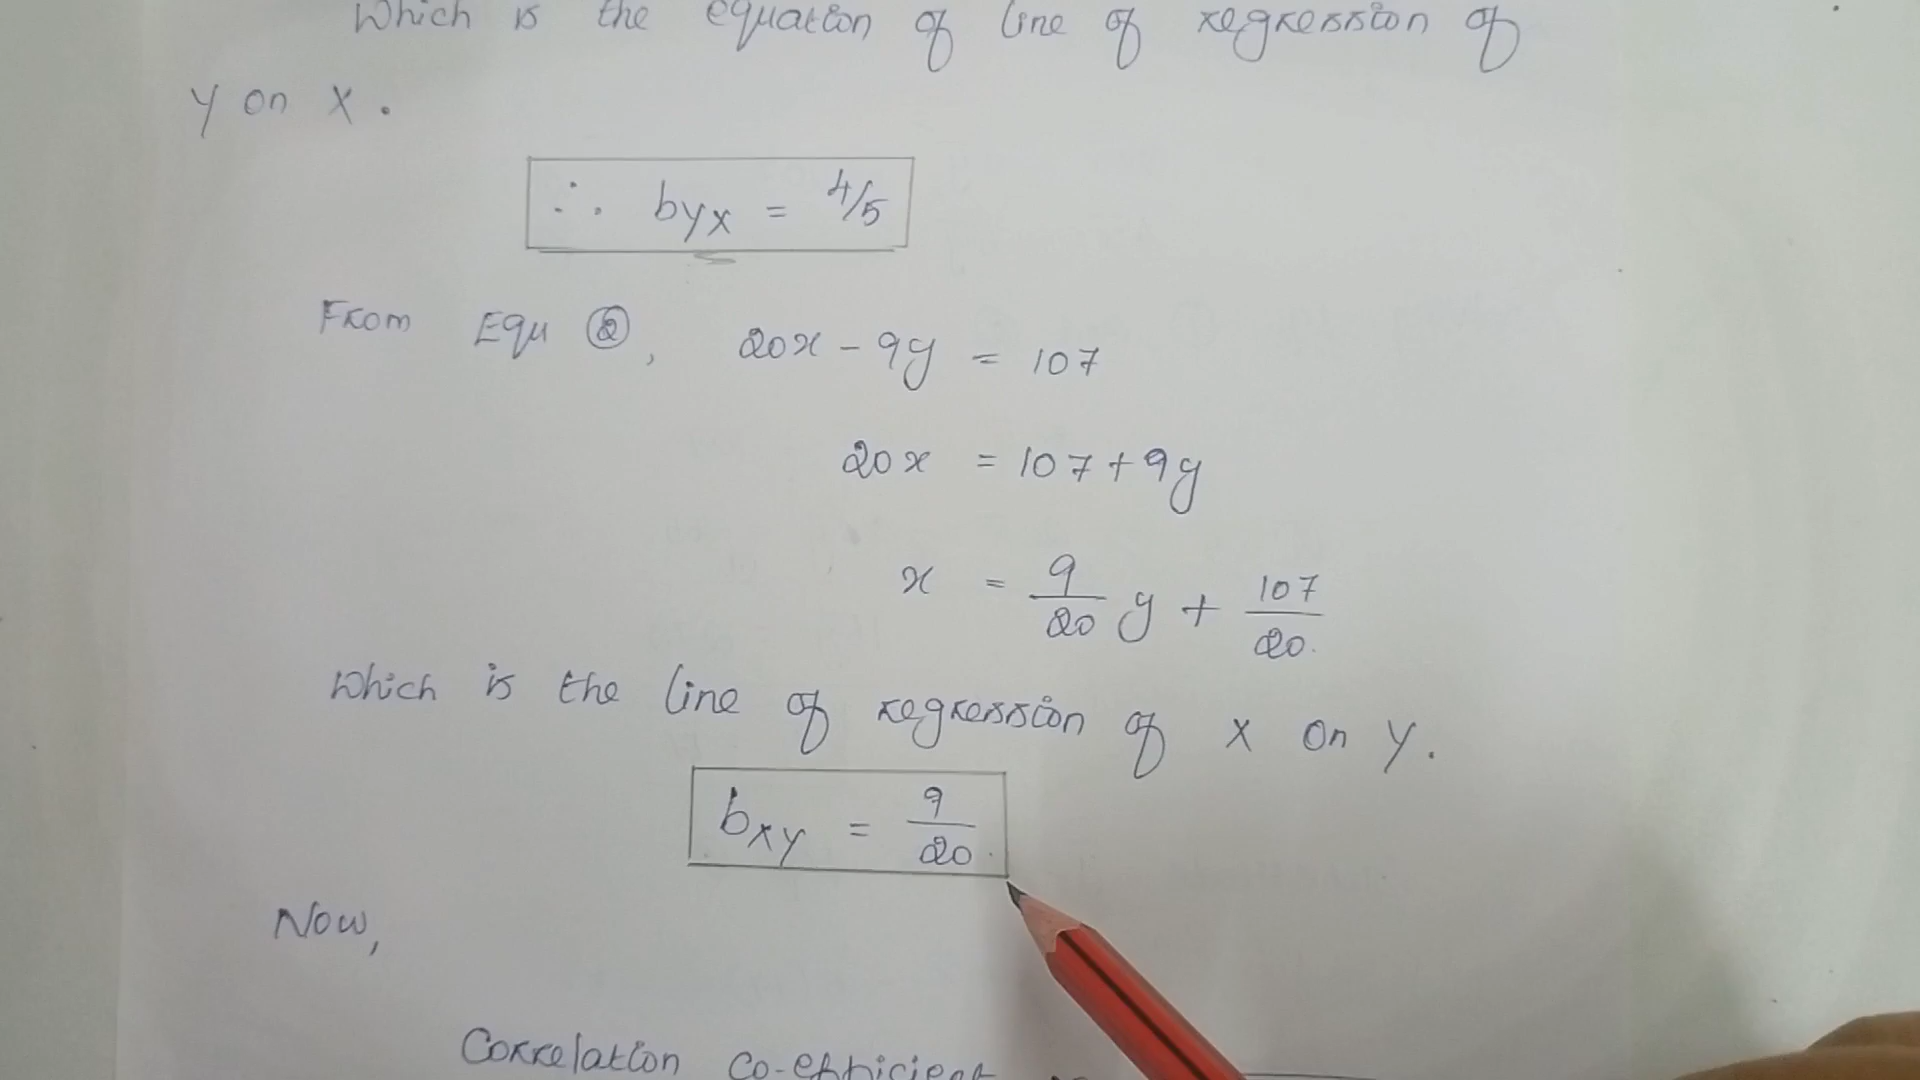 Which is the equation of line of regression of
Y on X.
∴ byx = 4/5
From Equ ②, 20x - 9y = 107
20x = 107 + 9y
x = 9/20 y + 107/20.
Which is the line of regression of X on Y.
bxy = 9/20.
Now,
Correlation co-efficient